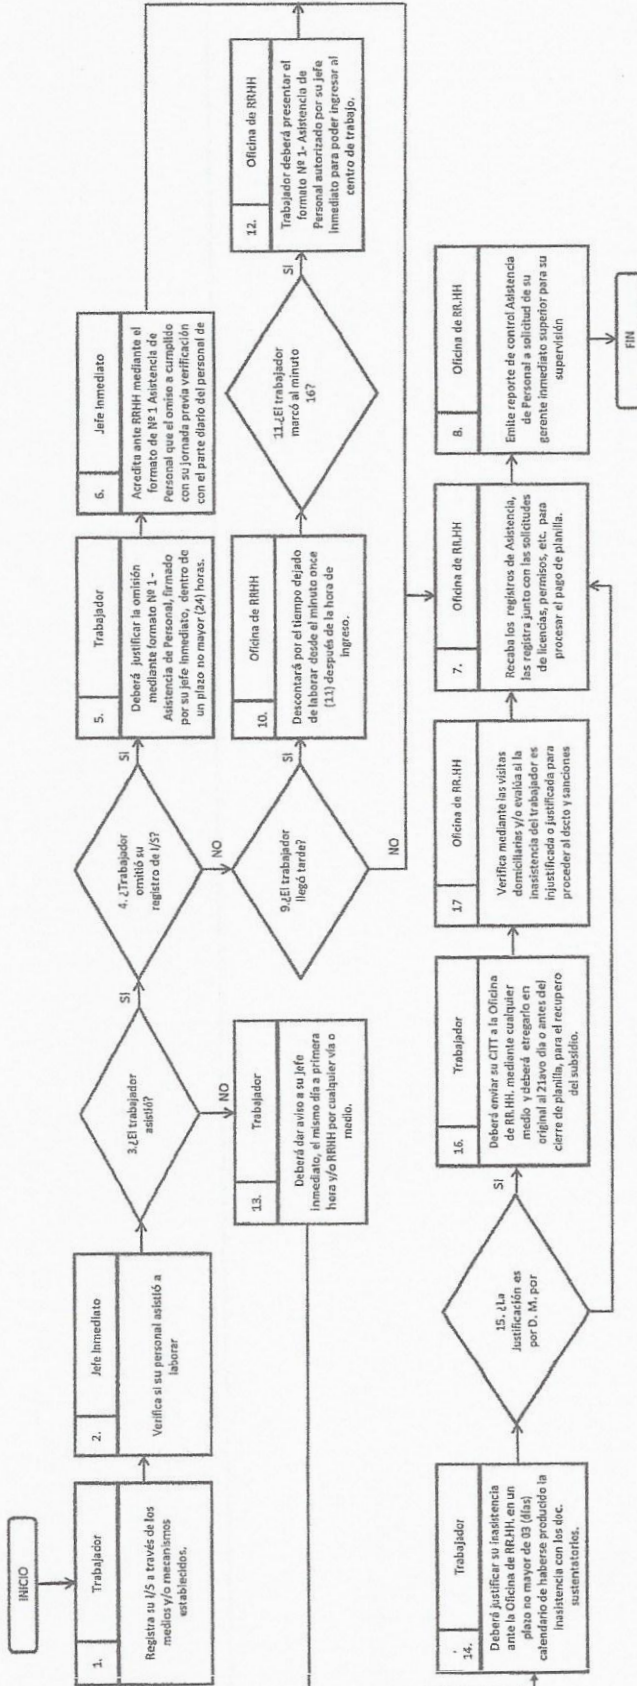 INICIO
1.
Trabajador
Registra su I/S a través de los
medios y/o mecanismos
establecidos.
2.
Jefe Inmediato
Verifica si su personal asistió a
laborar
3.¿El trabajador
asistió?
SI
NO
4. ¿Trabajador
omitió su
registro de I/S?
SI
NO
5.
Trabajador
Deberá justificar la omisión
mediante formato Nº 1 -
Asistencia de Personal, firmado
por su jefe inmediato, dentro de
un plazo no mayor (24) horas.
6.
Jefe Inmediato
Acredita ante RRHH mediante el
formato de Nº 1 Asistencia de
Personal que el omiso a cumplido
con su jornada previa verificación
con el parte diario del personal de
9.¿El trabajador
llegó tarde?
SI
NO
10.
Oficina de RRHH
Descontará por el tiempo dejado
de laborar desde el minuto once
(11) después de la hora de
ingreso.
11.¿El trabajador
marcó al minuto
16?
SI
12.
Oficina de RRHH
Trabajador deberá presentar el
formato Nº 1- Asistencia de
Personal autorizado por su jefe
inmediato para poder ingresar al
centro de trabajo.
13.
Trabajador
Deberá dar aviso a su jefe
inmediato, el mismo día a primera
hora y/o RRHH por cualquier vía o
medio.
14.
Trabajador
Deberá justificar su inasistencia
ante la Oficina de RR.HH. en un
plazo no mayor de 03 (días)
calendario de haberse producido la
inasistencia con los doc.
sustentatorios.
15. ¿La
Justificación es
por D. M. por
SI
16.
Trabajador
Deberá enviar su CITT a la Oficina
de RR.HH. mediante cualquier
medio y deberá etregarlo en
original al 21avo dia o antes del
cierre de planilla, para el recupero
del subsidio.
17
Oficina de RR.HH
Verifica mediante las visitas
domiciliarias y/o evalúa si la
inasistencia del trabajador es
injustificada o justificada para
proceder al dscto y sanciones
7.
Oficina de RR.HH
Recaba los registros de Asistencia,
las registra junto con las solicitudes
de licencias, permisos, etc. para
procesar el pago de planilla.
8.
Oficina de RR.HH
Emite reporte de control Asistencia
de Personal a solicitud de su
gerente inmediato superior para su
supervisión
FIN